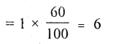 = 1 × 60/100 = 6